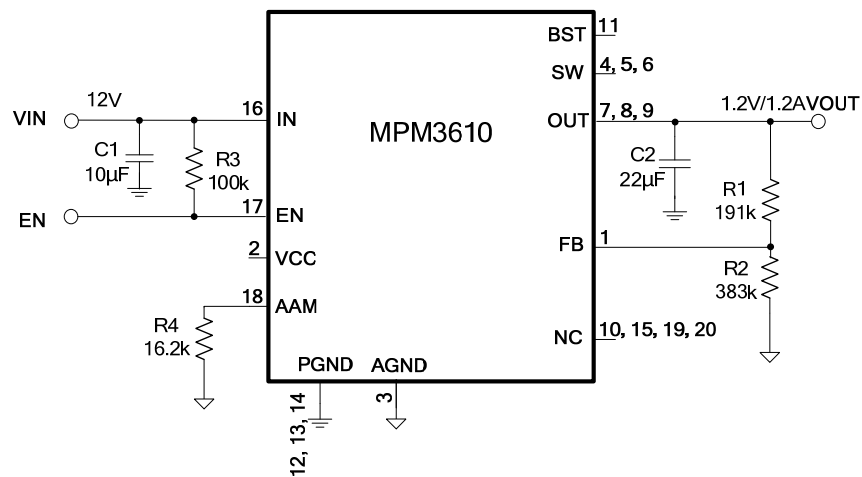 BST
11
SW
4, 5, 6
VIN
12V
16
IN
MPM3610
OUT
7, 8, 9
1.2V/1.2AVOUT
C1
10µF
R3
100k
C2
22µF
R1
191k
EN
17
EN
FB
1
2
VCC
R2
383k
18
AAM
R4
16.2k
NC
10, 15, 19, 20
PGND
AGND
12, 13, 14
3